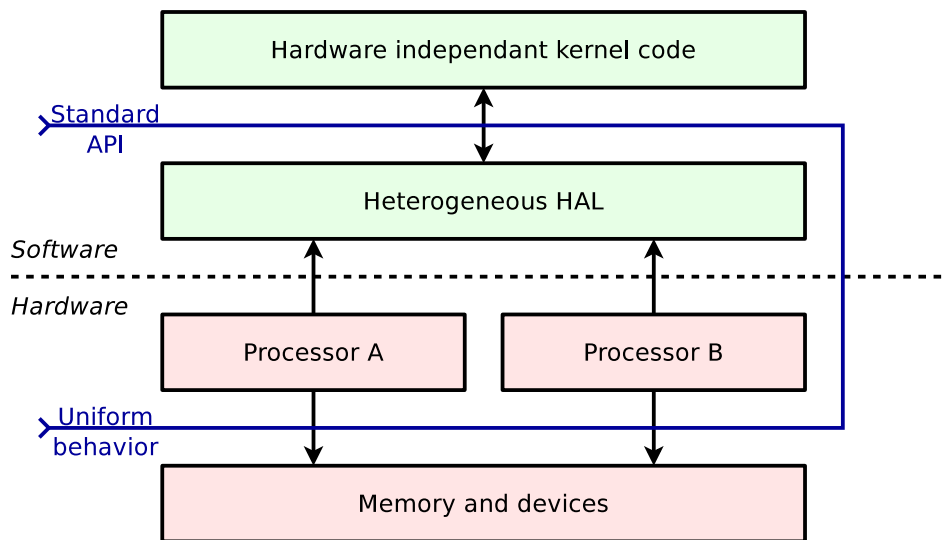 Hardware independant kernel code
Standard
API
Heterogeneous HAL
Software
Hardware
Processor A
Processor B
Uniform
behavior
Memory and devices